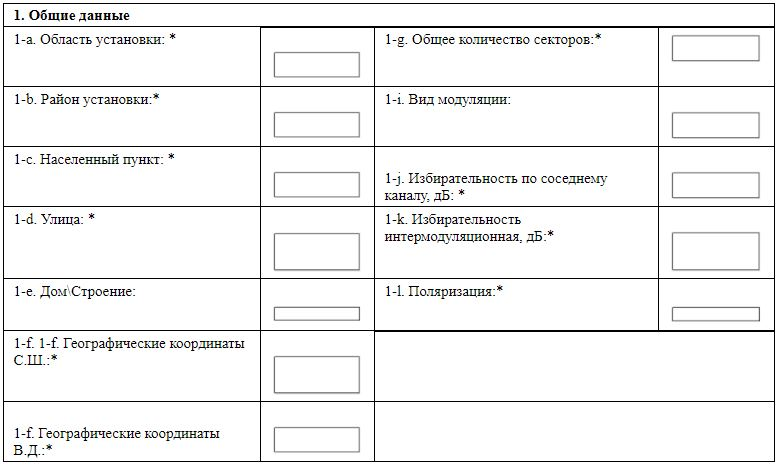 1. Общие данные
1-a. Область установки: *
1-g. Общее количество секторов:*
1-b. Район установки:*
1-i. Вид модуляции:
1-c. Населенный пункт: *
1-j. Избирательность по соседнему
каналу, дБ: *
1-d. Улица: *
1-k. Избирательность
интермодуляционная, дБ:*
1-e. Дом\Строение:
1-l. Поляризация:*
1-f. 1-f. Географические координаты
С.Ш.:*
1-f. Географические координаты
В.Д.:*